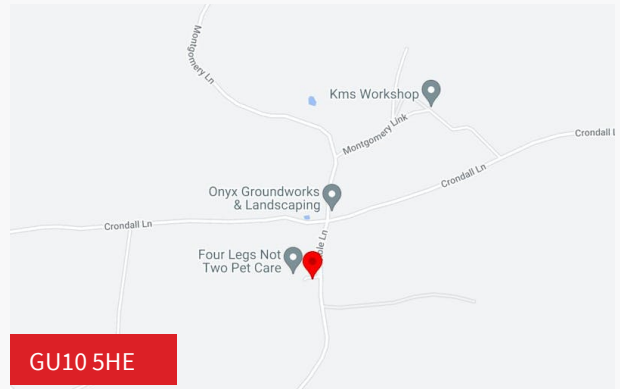 Montgomery Ln
Kms Workshop
Montgomery Link
Crondall L
Crondall Ln
Onyx Groundworks
& Landscaping
Crondall Ln
ole Ln
Four Legs Not
Two Pet Care
GU10 5HE